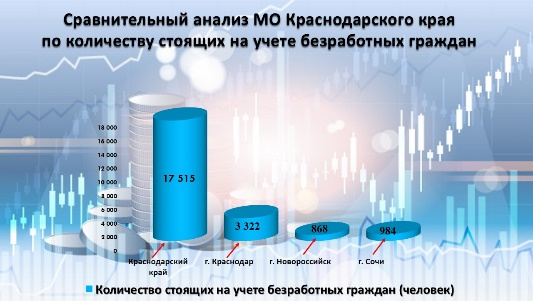 Сравнительный анализ МО Краснодарского края
по количеству стоящих на учете безработных граждан
18 000
16 000
14 000
12 000
10 000
8 000
6 000
4 000
2 000
0
17 515
3 322
868
984
Краснодарский
край
г. Краснодар
г. Новороссийск
г. Сочи
Количество стоящих на учете безработных граждан (человек)